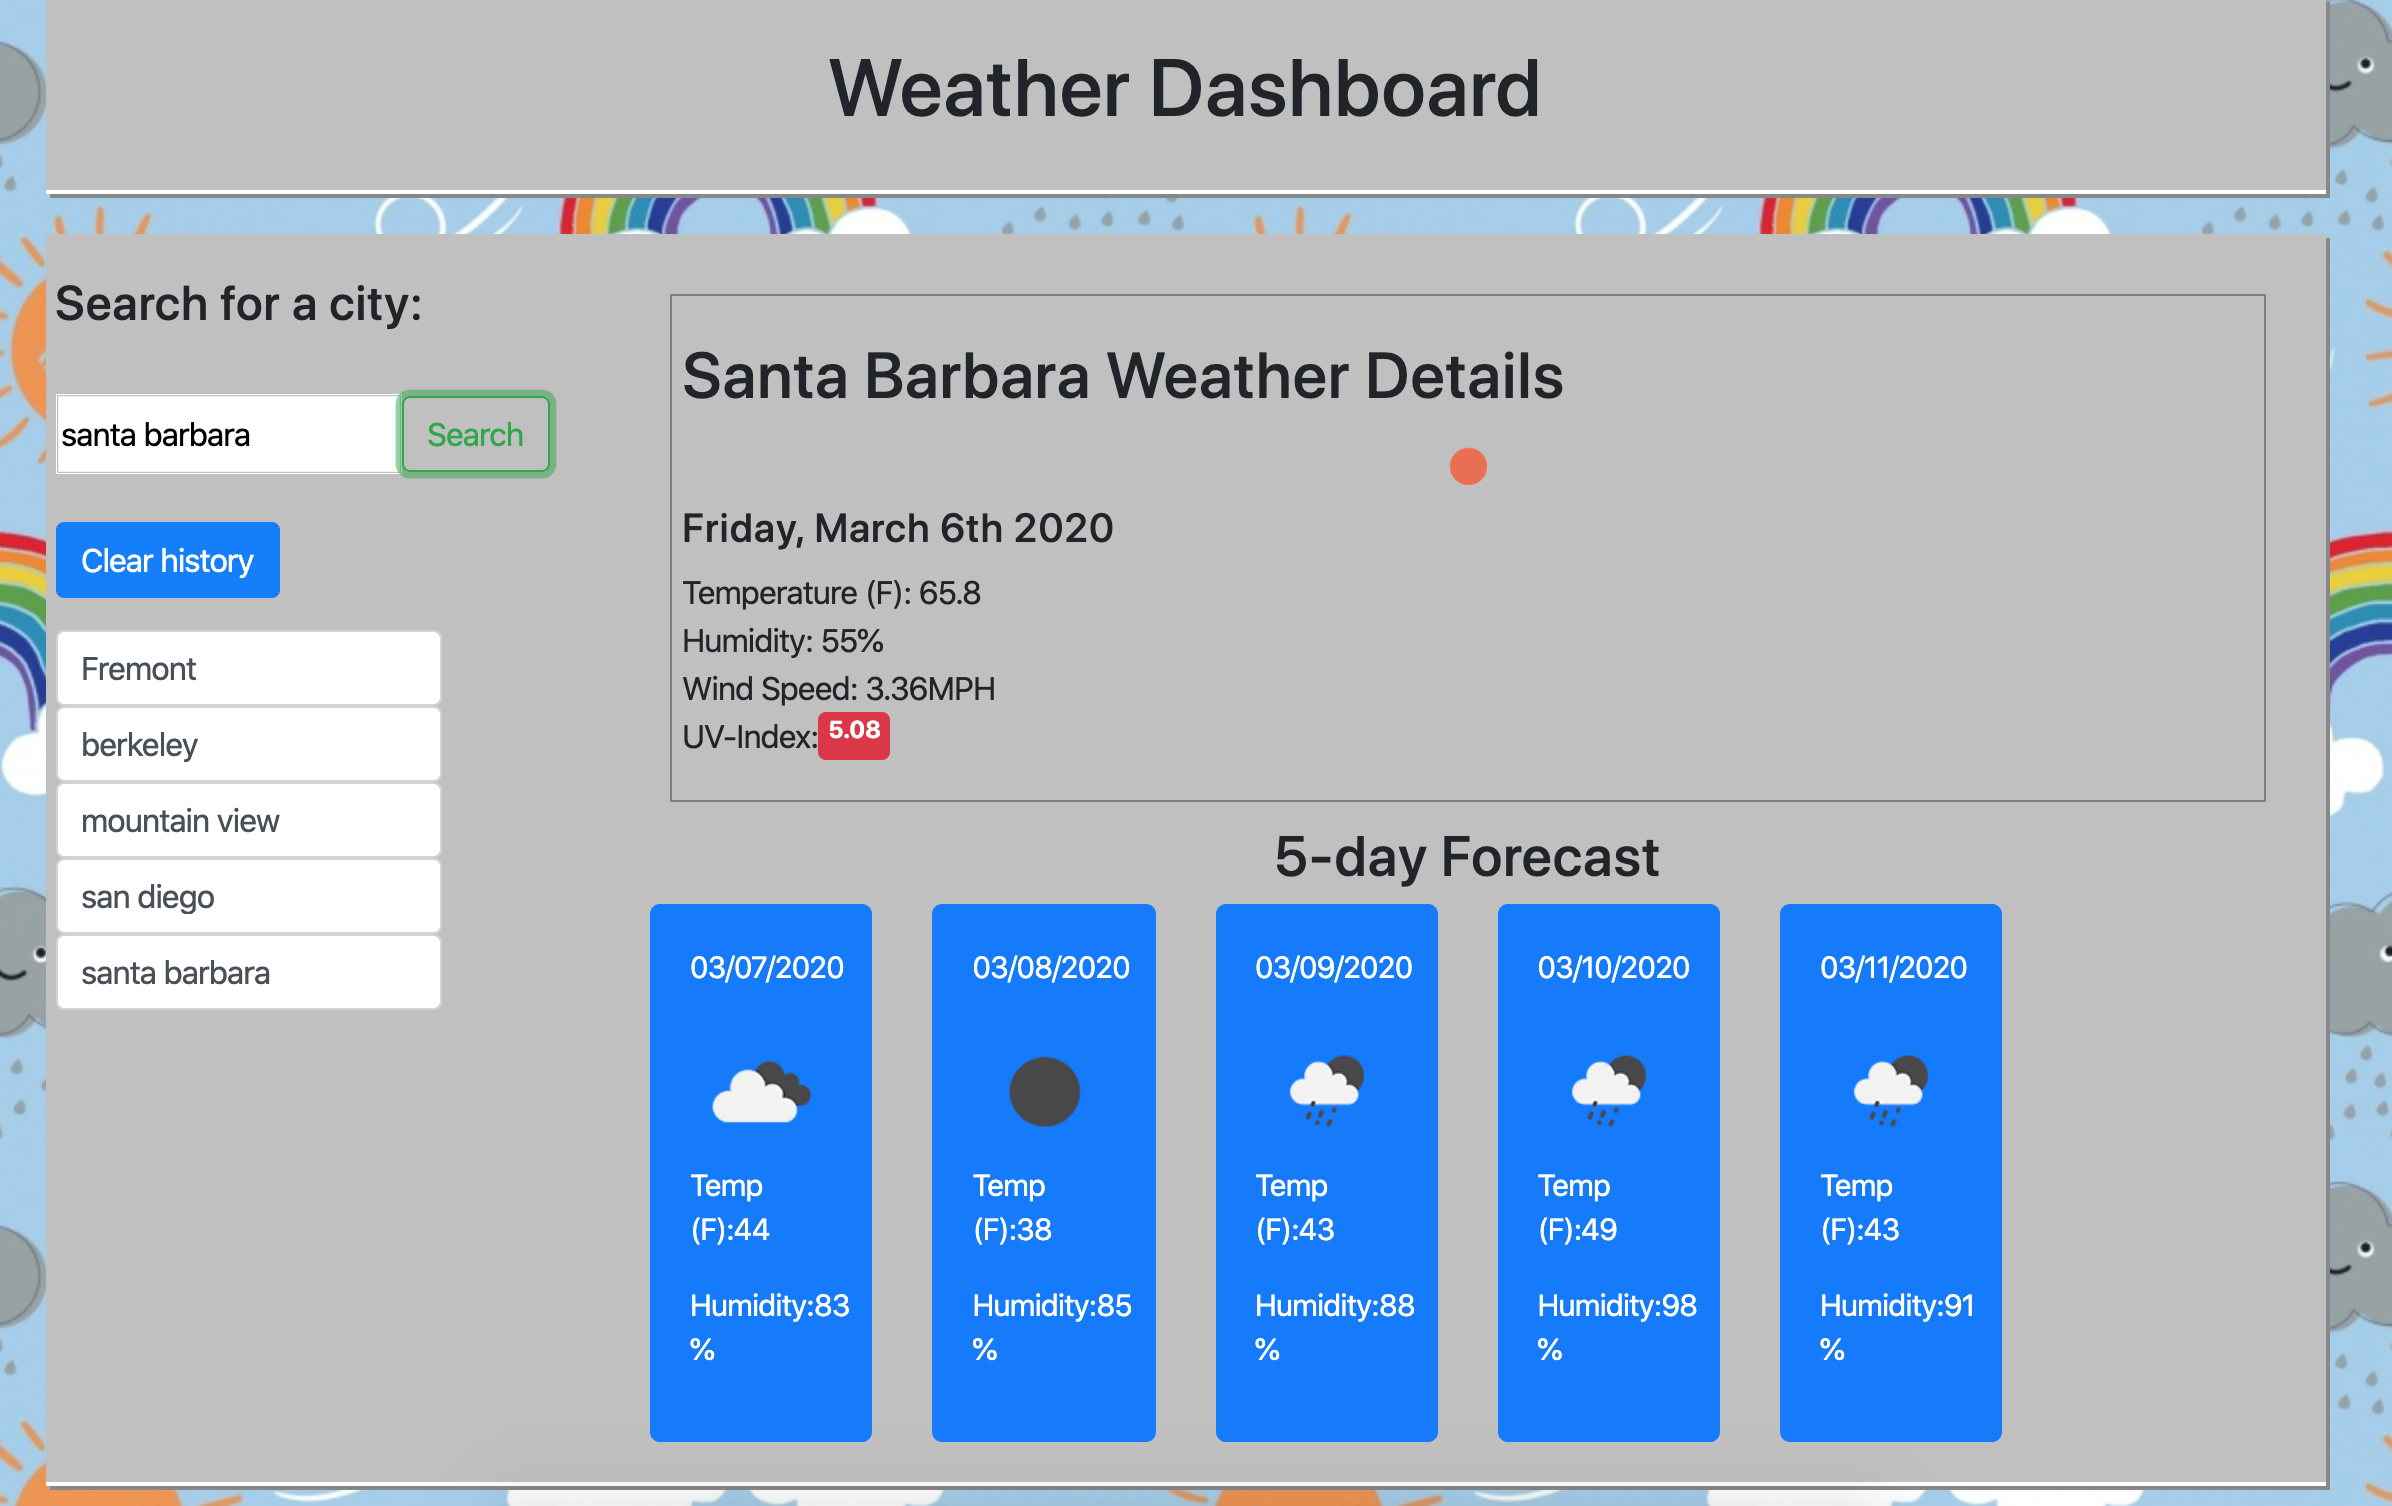 Weather Dashboard
Search for a city:
santa barbara
Search
Clear history
Fremont
berkeley
mountain view
san diego
santa barbara
Santa Barbara Weather Details
Friday, March 6th 2020
Temperature (F): 65.8
Humidity: 55%
Wind Speed: 3.36MPH
UV-Index: 5.08
5-day Forecast
03/07/2020
Temp
(F):44
Humidity:83
%
03/08/2020
Temp
(F):38
Humidity:85
%
03/09/2020
Temp
(F):43
Humidity:88
%
03/10/2020
Temp
(F):49
Humidity:98
%
03/11/2020
Temp
(F):43
Humidity:91
%